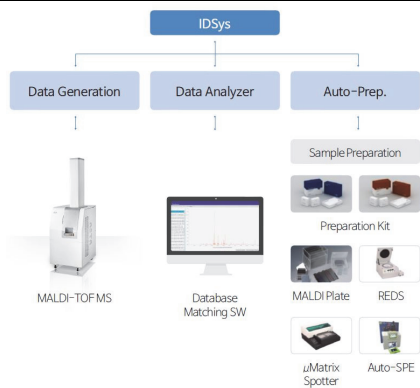 IDSys
Data Generation
Data Analyzer
Auto-Prep.
Sample Preparation
Preparation Kit
MALDI-TOF MS
Database
Matching SW
MALDI Plate
REDS
μMatrix
Spotter
Auto-SPE